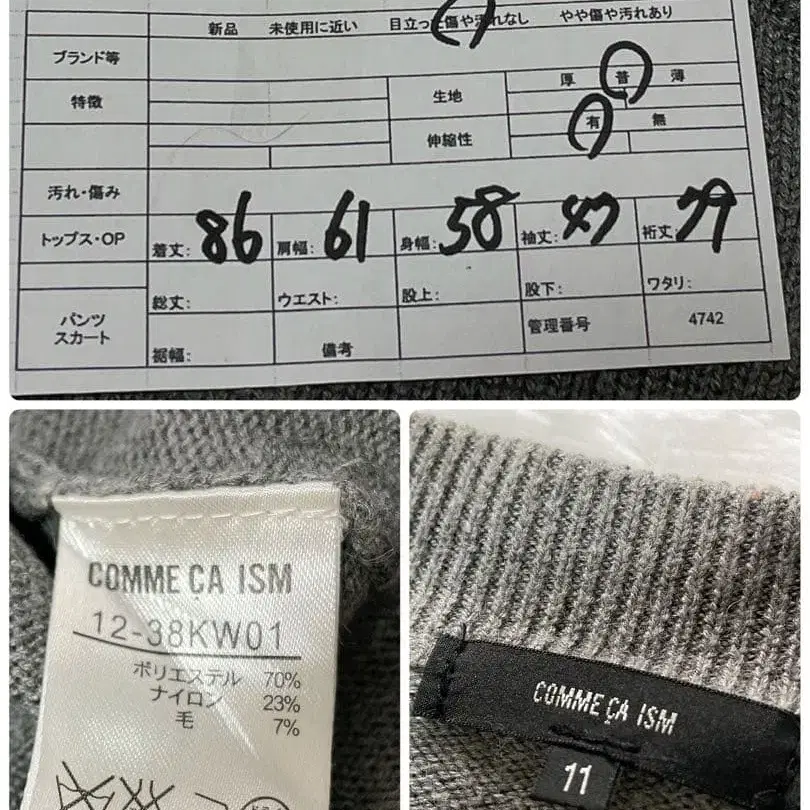 新品 未使用に近い 目立った傷や汚れなし やや傷や汚れあり
ブランド等
特徴 生地 厚 普 薄
伸縮性 有 無
汚れ・傷み
トップス・OP 着丈: 86 肩幅: 61 身幅: 58 袖丈: 47 裄丈 79
パンツ スカート 総丈: ウエスト: 股上: 股下: ワタリ:
裾幅: 備考 管理番号 4742
COMME ÇA ISM
12-38KW01
ポリエステル 70%
ナイロン 23%
毛 7%
COMME ÇA ISM
11